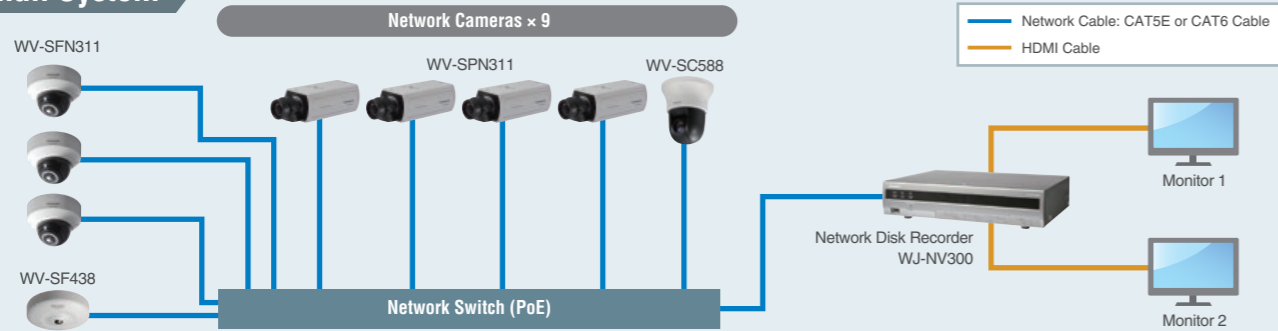 Network Cameras × 9
Network Cable: CAT5E or CAT6 Cable
HDMI Cable
WV-SFN311
WV-SPN311
WV-SC588
Monitor 1
Network Disk Recorder
WJ-NV300
WV-SF438
Network Switch (PoE)
Monitor 2